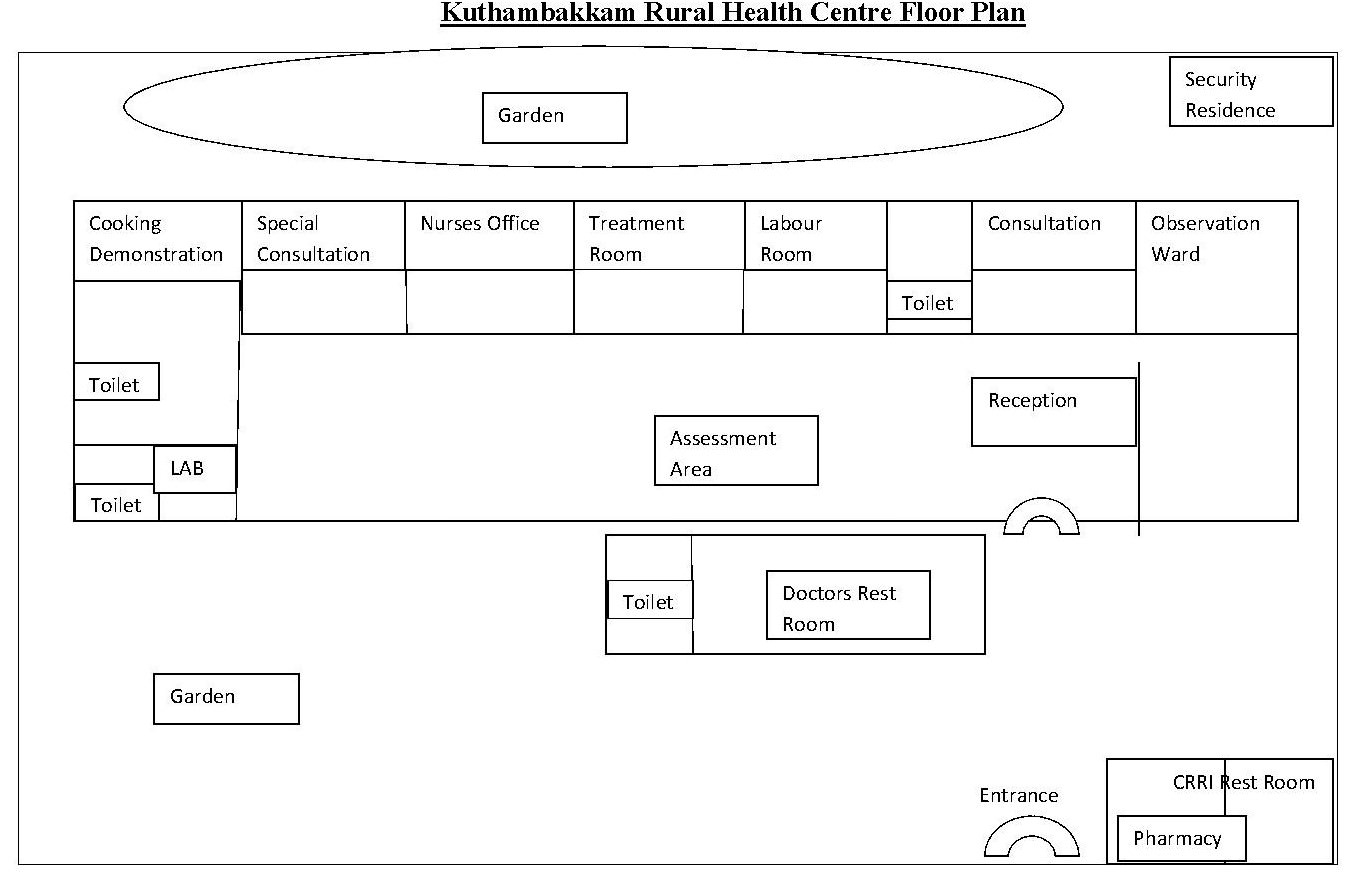 Kuthambakkam Rural Health Centre Floor Plan
Security
Residence
Garden
Cooking
Demonstration
Special
Consultation
Nurses Office
Treatment
Room
Labour
Room
Consultation
Observation
Ward
Toilet
Toilet
Reception
Assessment
Area
LAB
Toilet
Toilet
Doctors Rest
Room
Garden
Entrance
CRRI Rest Room
Pharmacy